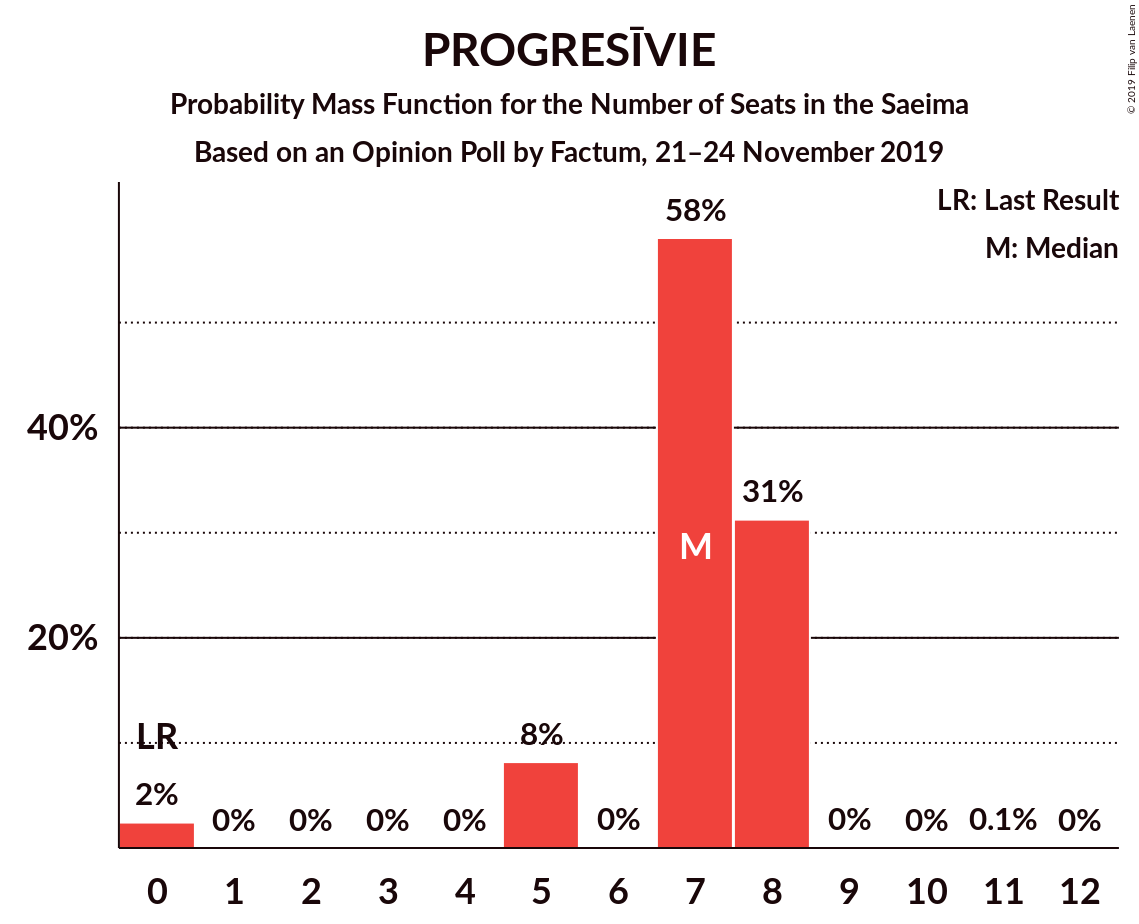 PROGRESĪVIE
Probability Mass Function for the Number of Seats in the Saeima
Based on an Opinion Poll by Factum, 21–24 November 2019
© 2019 Filip van Laenen
LR: Last Result
M: Median
58%
40%
31%
M
20%
LR
8%
2%
0% 0% 0% 0% 0% 0% 0% 0.1% 0%
0 1 2 3 4 5 6 7 8 9 10 11 12